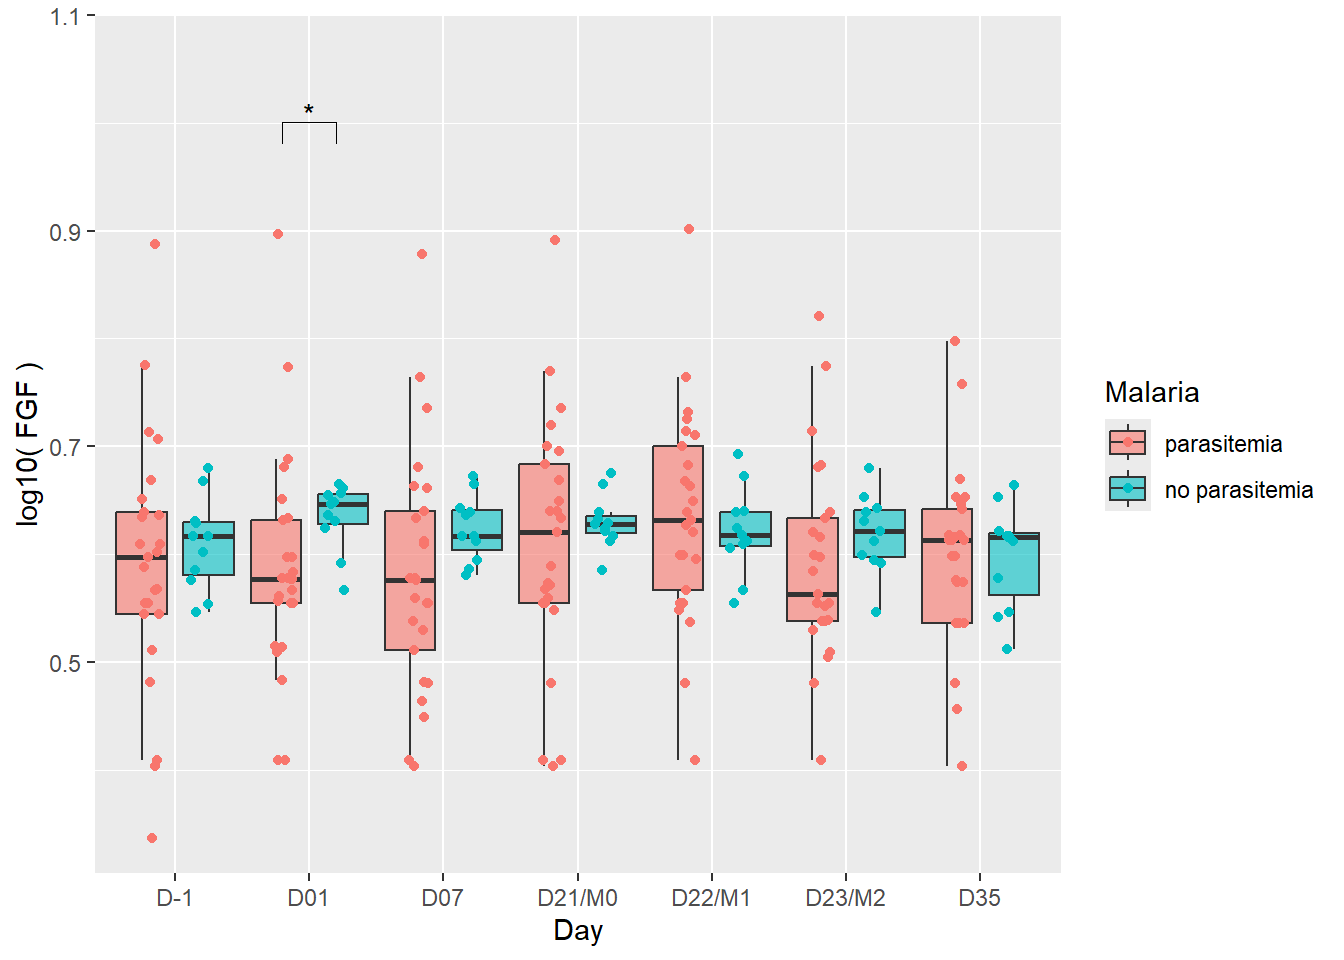 1.1
*
0.9
0.7
0.5
log10( FGF )
D-1 D01 D07 D21/M0 D22/M1 D23/M2 D35
Day
Malaria
parasitemia
no parasitemia